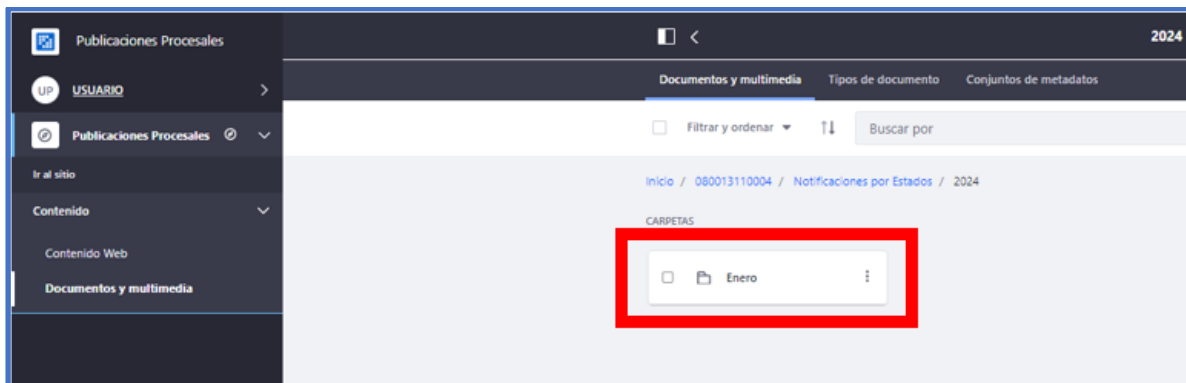 Publicaciones Procesales
2024
UP USUARIO
Documentos y multimedia Tipos de documento Conjuntos de metadatos
Publicaciones Procesales
Filtrar y ordenar Buscar por
Ir al sitio
Inicio / 080013110004 / Notificaciones por Estados / 2024
Contenido
CARPETAS
Contenido Web
Enero
Documentos y multimedia